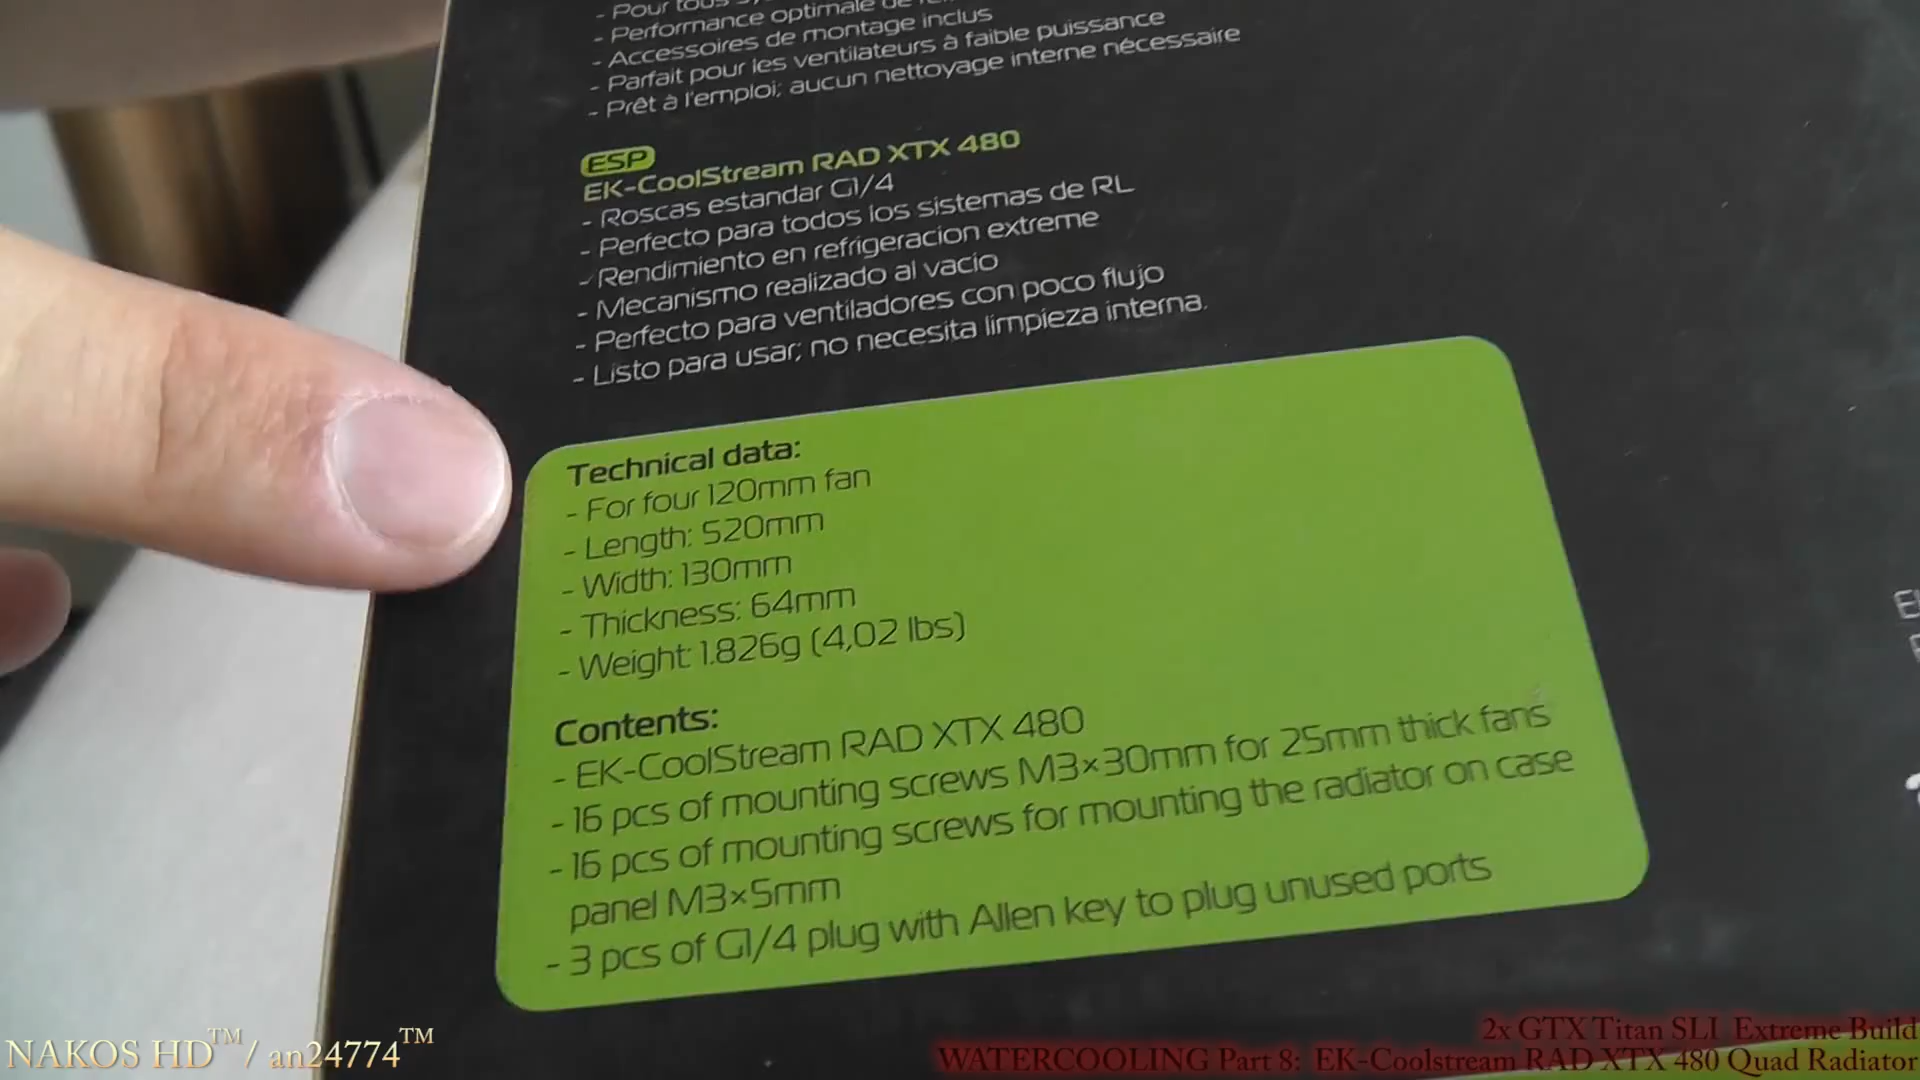 - Pour tous
- Performance optimale de
- Accessoires de montage inclus
- Parfait pour les ventilateurs à faible puissance
- Prêt à l'emploi; aucun nettoyage interne nécessaire
ESP
EK-CoolStream RAD XTX 480
- Roscas estandar G1/4
- Perfecto para todos los sistemas de RL
- Rendimiento en refrigeracion extreme
- Mecanismo realizado al vacio
- Perfecto para ventiladores con poco flujo
- Listo para usar; no necesita limpieza interna.
Technical data:
- For four 120mm fan
- Length: 520mm
- Width: 130mm
- Thickness: 64mm
- Weight: 1.826g (4,02 lbs)
Contents:
- EK-CoolStream RAD XTX 480
- 16 pcs of mounting screws M3×30mm for 25mm thick fans
- 16 pcs of mounting screws for mounting the radiator on case
panel M3×5mm
- 3 pcs of G1/4 plug with Allen key to plug unused ports
NAKOS HD™/ an24774™
2x GTX Titan SLI Extreme Build
WATERCOOLING Part 8: EK-Coolstream RAD XTX 480 Quad Radiator